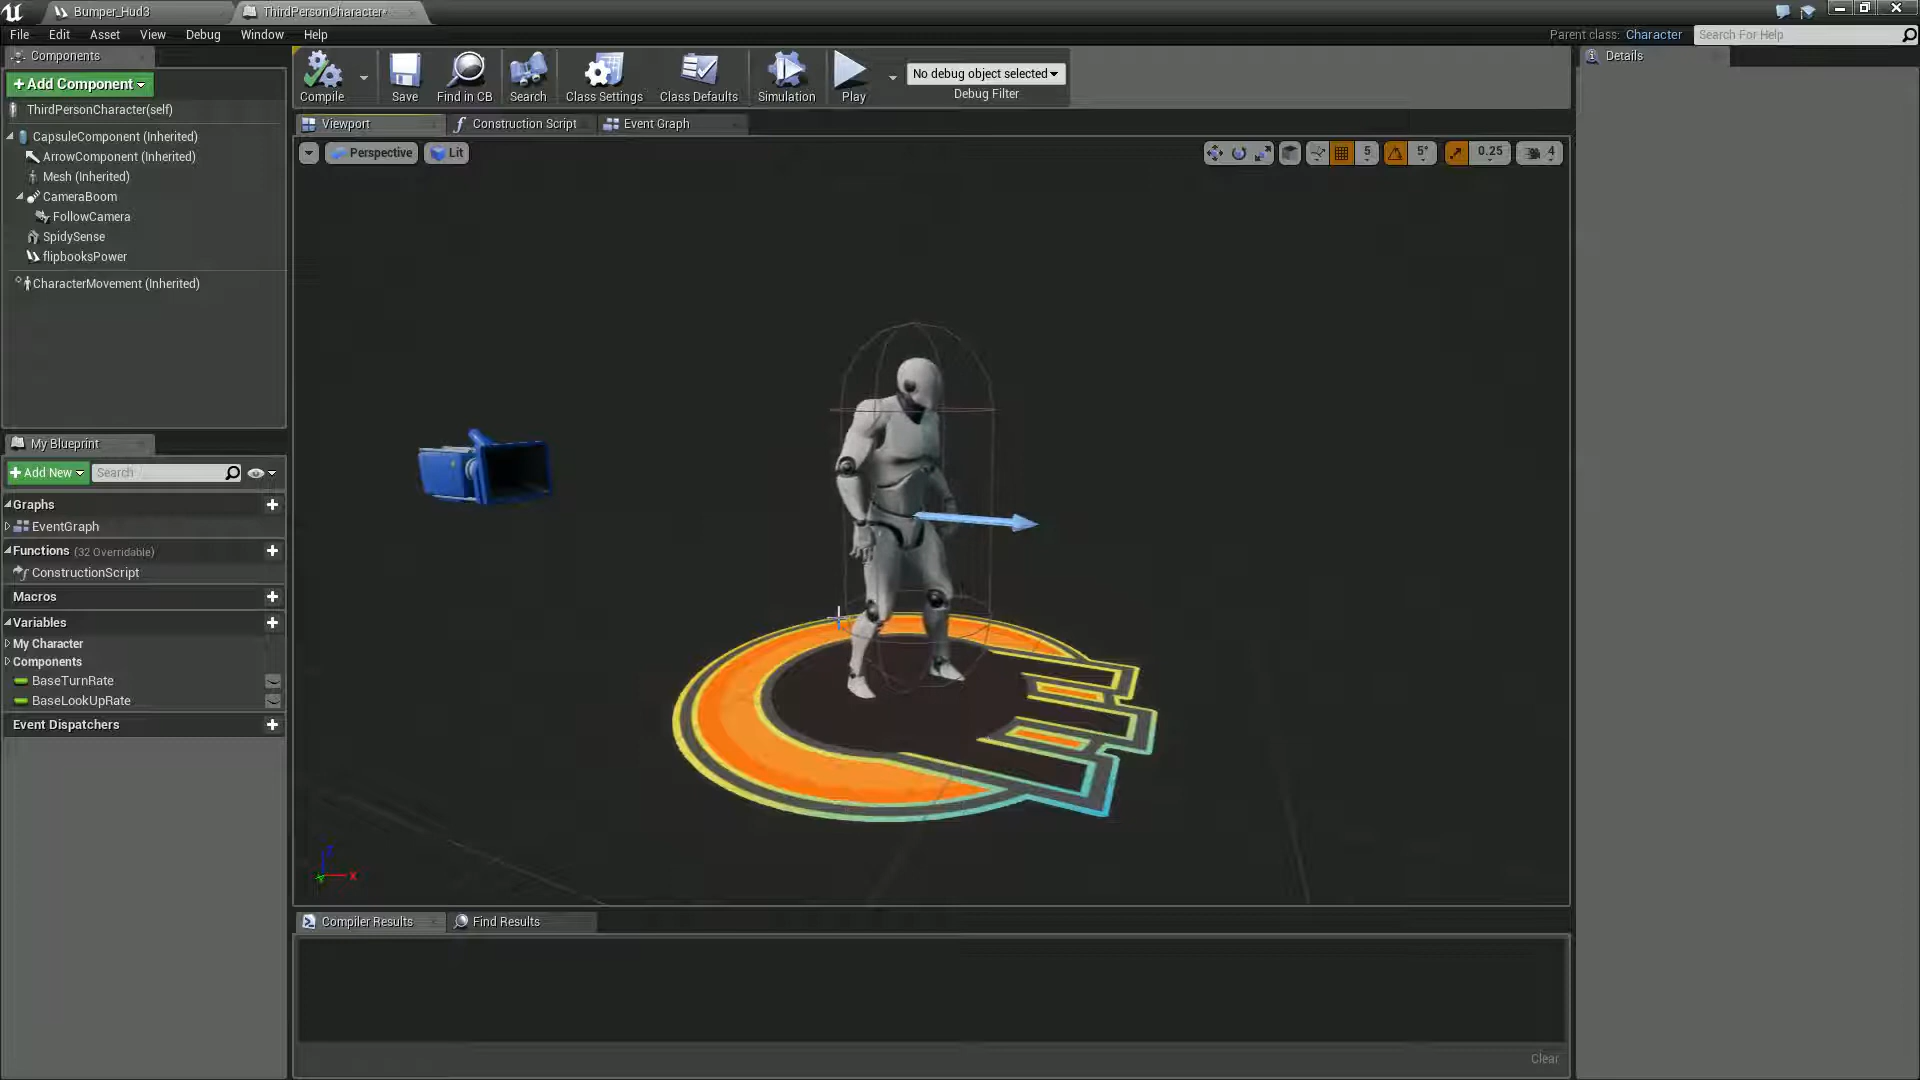 Bumper_Hud3
ThirdPersonCharacter*
File Edit Asset View Debug Window Help
Parent class: Character
Search For Help
Components
+ Add Component
ThirdPersonCharacter(self)
CapsuleComponent (Inherited)
ArrowComponent (Inherited)
Mesh (Inherited)
CameraBoom
FollowCamera
SpidySense
flipbooksPower
CharacterMovement (Inherited)
Compile
Save
Find in CB
Search
Class Settings
Class Defaults
Simulation
Play
No debug object selected
Debug Filter
Details
Viewport
Construction Script
Event Graph
Perspective
Lit
5
5°
0.25
4
My Blueprint
+ Add New
Search
Graphs
EventGraph
Functions (32 Overridable)
ConstructionScript
Macros
Variables
My Character
Components
BaseTurnRate
BaseLookUpRate
Event Dispatchers
Z
X
Compiler Results
Find Results
Clear